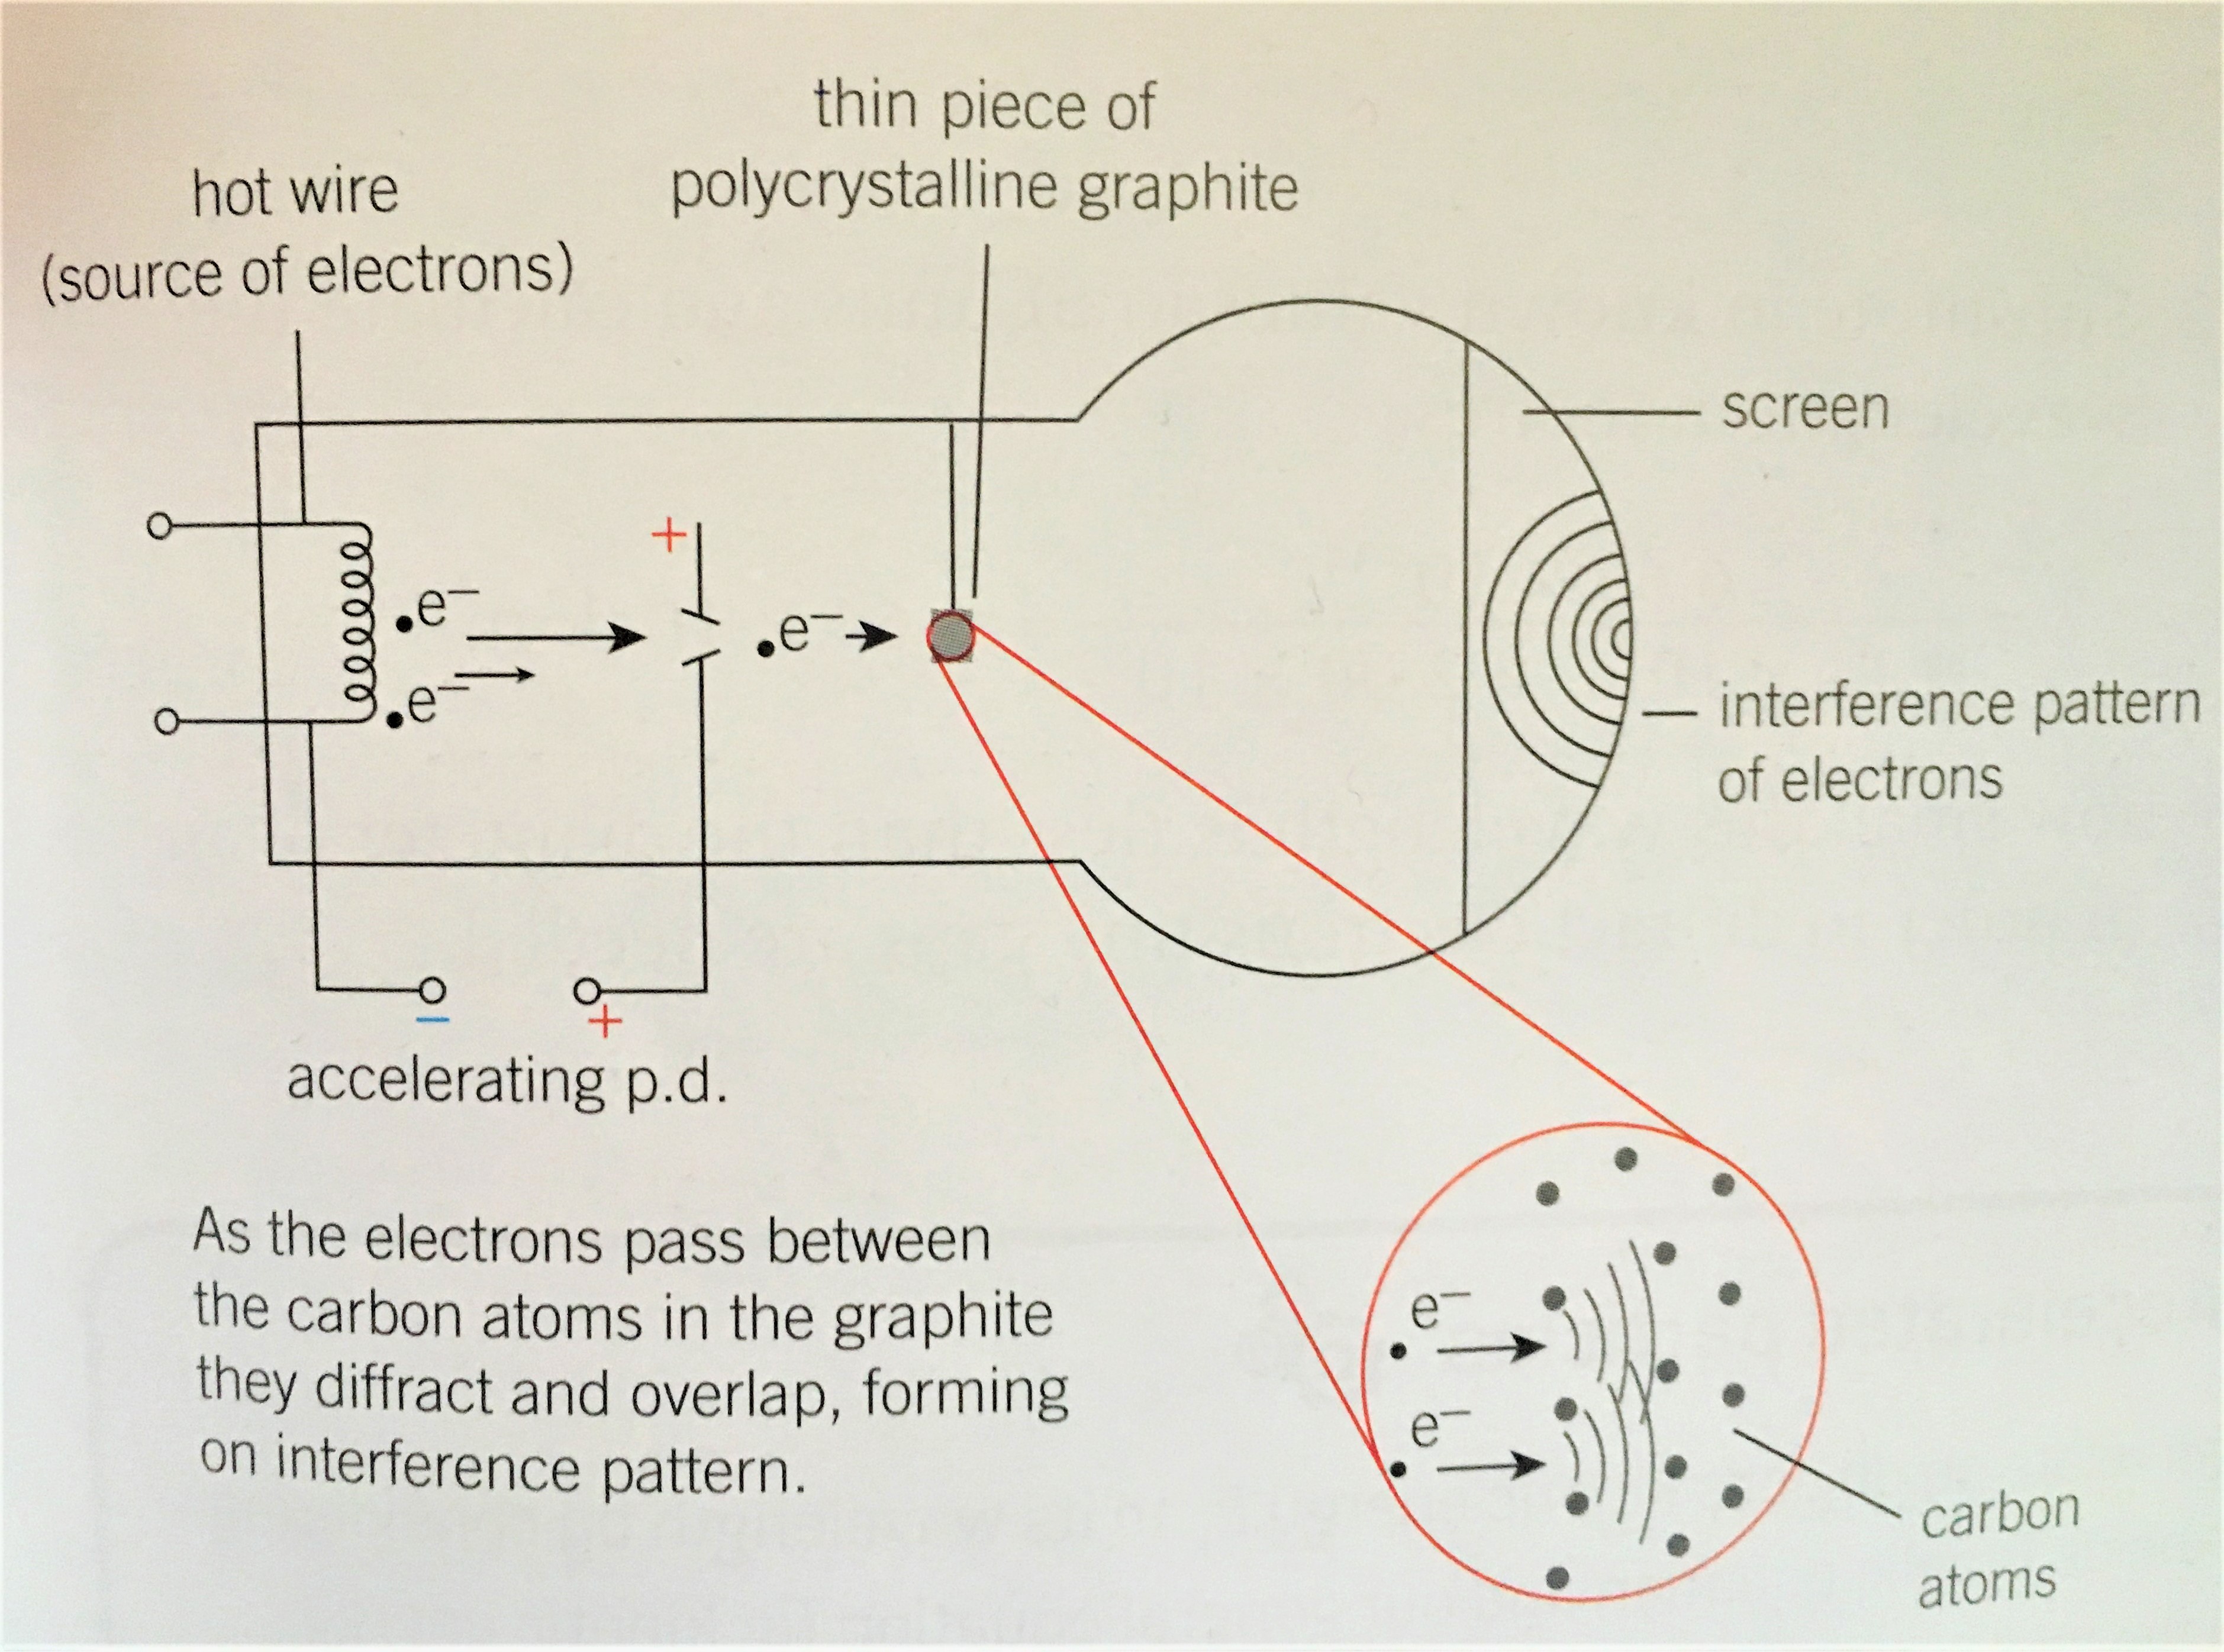 thin piece of
polycrystalline graphite
hot wire
(source of electrons)
screen
+
e⁻
e⁻
e⁻
interference pattern
of electrons
−
+
accelerating p.d.
As the electrons pass between
the carbon atoms in the graphite
they diffract and overlap, forming
on interference pattern.
e⁻
e⁻
carbon
atoms